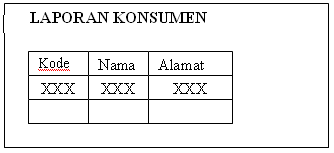 LAPORAN KONSUMEN
Kode Nama Alamat
XXX XXX XXX